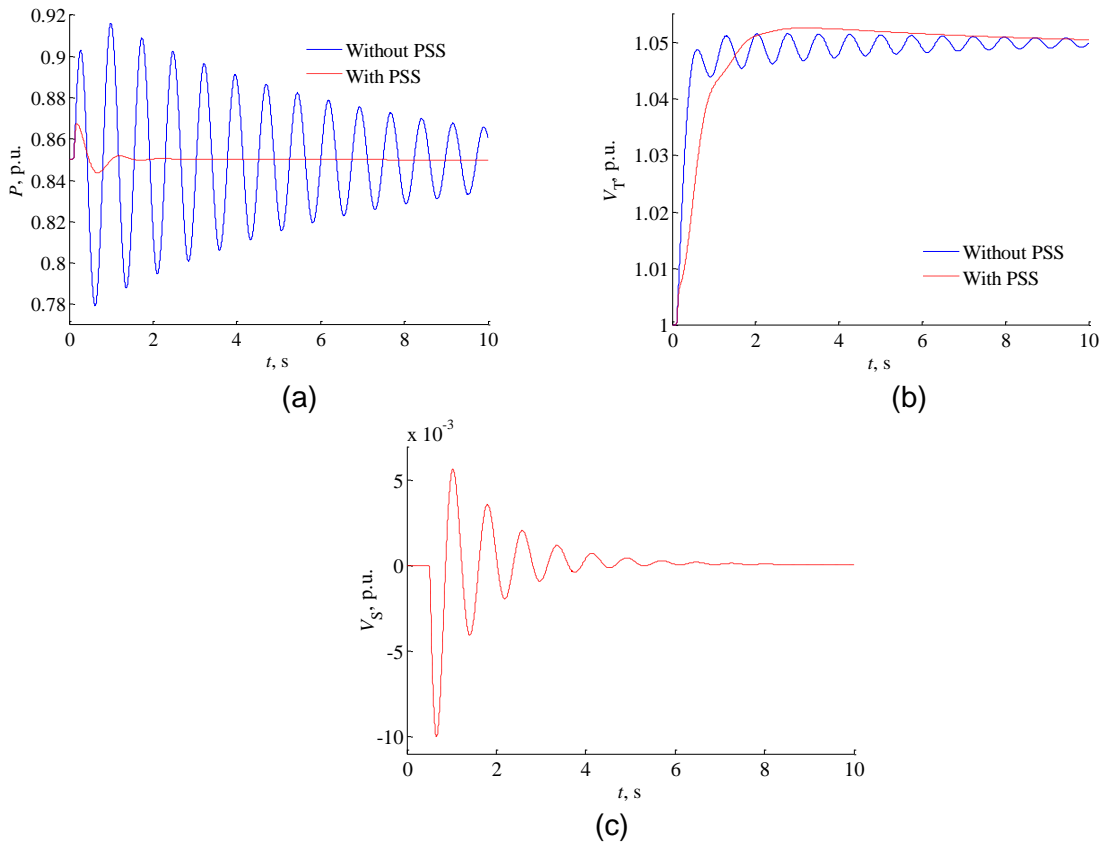 0.92
0.9
0.88
0.86
0.84
0.82
0.8
0.78
P, p.u.
0 2 4 6 8 10
t, s
Without PSS
With PSS
(a)
1.05
1.04
1.03
1.02
1.01
1
V_T, p.u.
0 2 4 6 8 10
t, s
Without PSS
With PSS
(b)
x 10^-3
5
0
-5
-10
V_S, p.u.
0 2 4 6 8 10
t, s
(c)